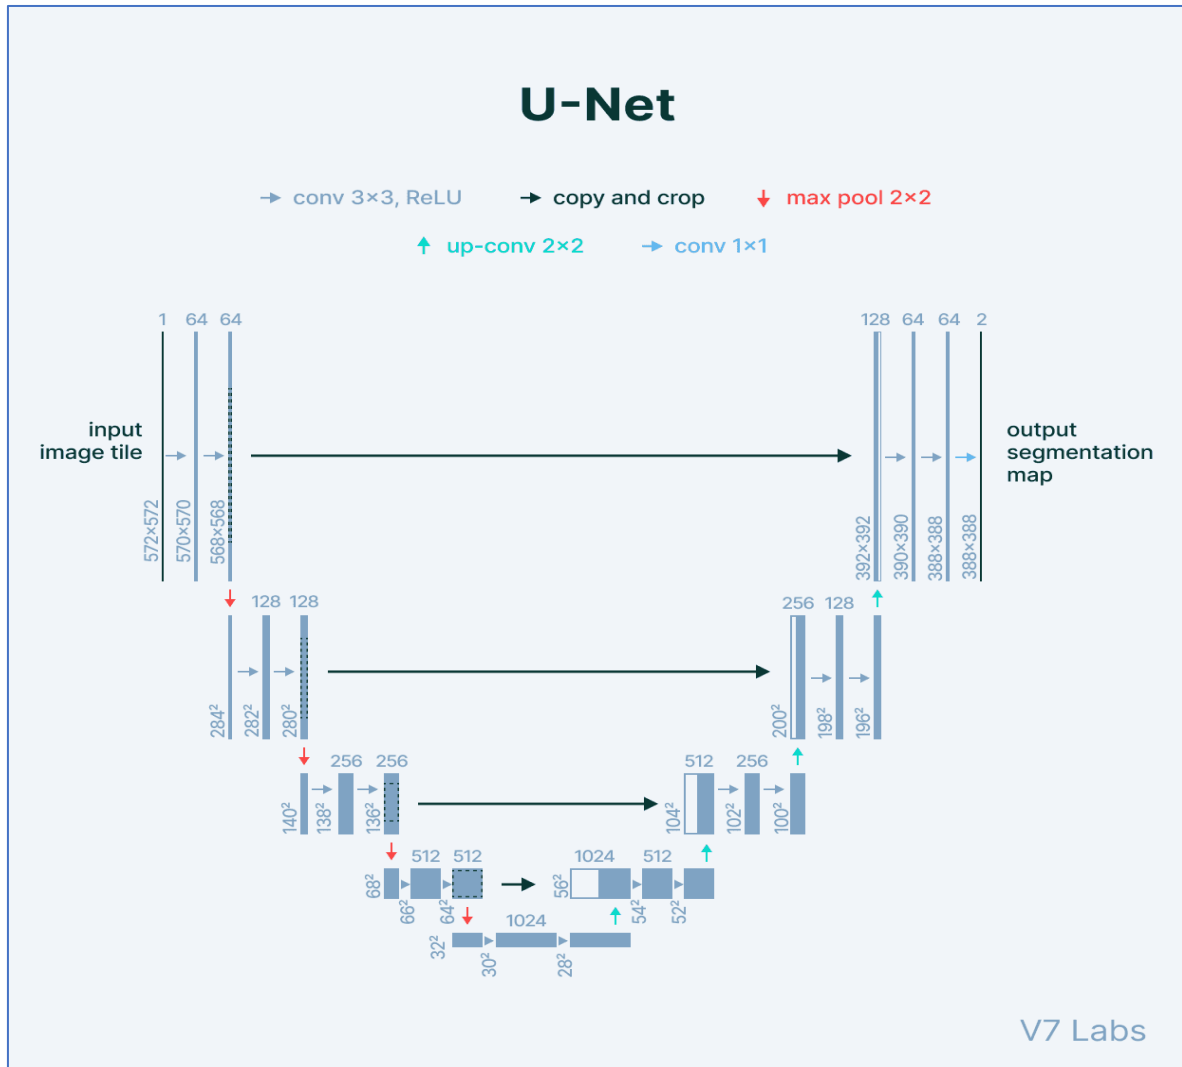 U-Net
conv 3×3, ReLU
copy and crop
max pool 2×2
up-conv 2×2
conv 1×1
1 64 64
128 64 64 2
input
image tile
output
segmentation
map
572×572
570×570
568×568
392×392
390×390
388×388
388×388
128 128
256 128
284²
282²
280²
200²
198²
196²
256 256
512 256
140²
138²
136²
104²
102²
100²
512 512
1024 512
68²
66²
64²
56²
54²
52²
1024
32²
30²
28²
V7 Labs